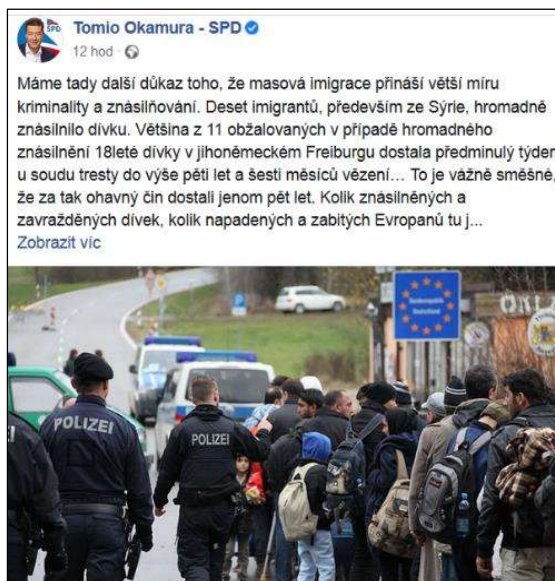 SPD
Tomio Okamura - SPD
12 hod ·
Máme tady další důkaz toho, že masová imigrace přináší větší míru
kriminality a znásilňování. Deset imigrantů, především ze Sýrie, hromadně
znásilnilo dívku. Většina z 11 obžalovaných v případě hromadného
znásilnění 18leté dívky v jihoněmeckém Freiburgu dostala předminulý týden
u soudu tresty do výše pěti let a šesti měsíců vězení… To je vážně směšné,
že za tak ohavný čin dostali jenom pět let. Kolik znásilněných a
zavražděných dívek, kolik napadených a zabitých Evropanů tu j...
Zobrazit víc
POLIZEI
POLIZEI
Bundesrepublik
Deutschland